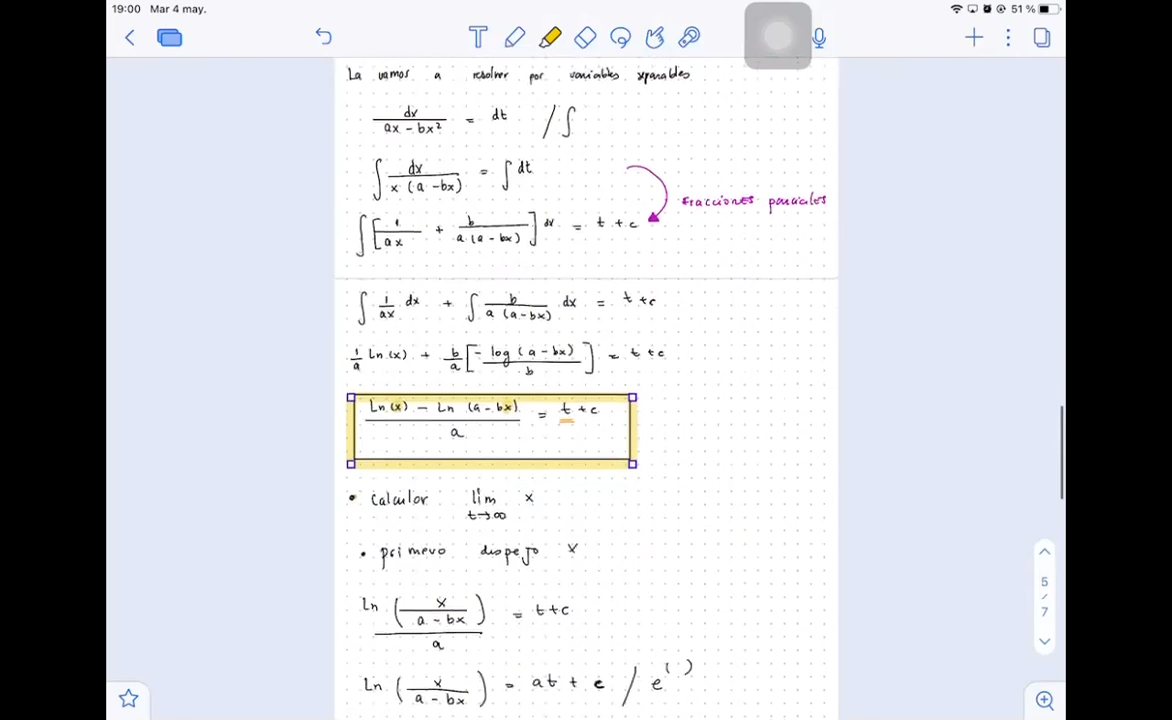 19:00 Mar 4 may. 51 %
La vamos a resolver por variables separables
dx / (ax - bx²) = dt / ∫
∫ dx / (x (a - bx)) = ∫ dt
Fracciones parciales
∫ [ 1 / (ax) + b / (a (a - bx)) ] dx = t + c
∫ 1 / (ax) dx + ∫ b / (a (a - bx)) dx = t + c
1/a Ln (x) + b/a [ - log (a - bx) / b ] = t + c
(Ln (x) - Ln (a - bx)) / a = t + c
• Calcular lim t→∞ x
• primero despejo x
Ln ( x / (a - bx) ) / a = t + c
Ln ( x / (a - bx) ) = at + c / e^( )
5 / 7